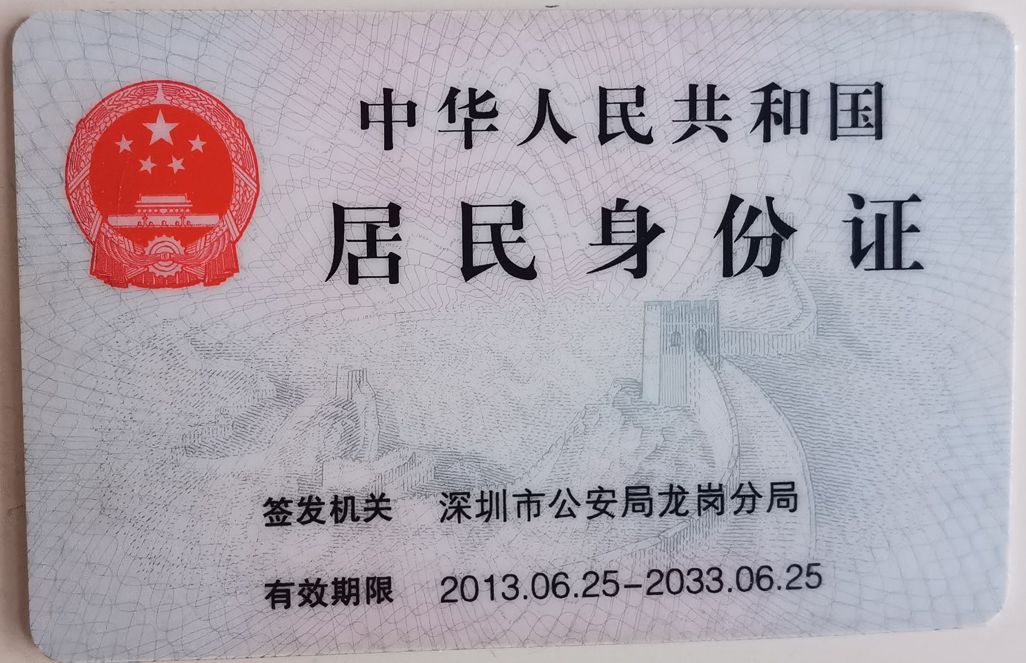 中华人民共和国
居民身份证
签发机关 深圳市公安局龙岗分局
有效期限 2013.06.25-2033.06.25